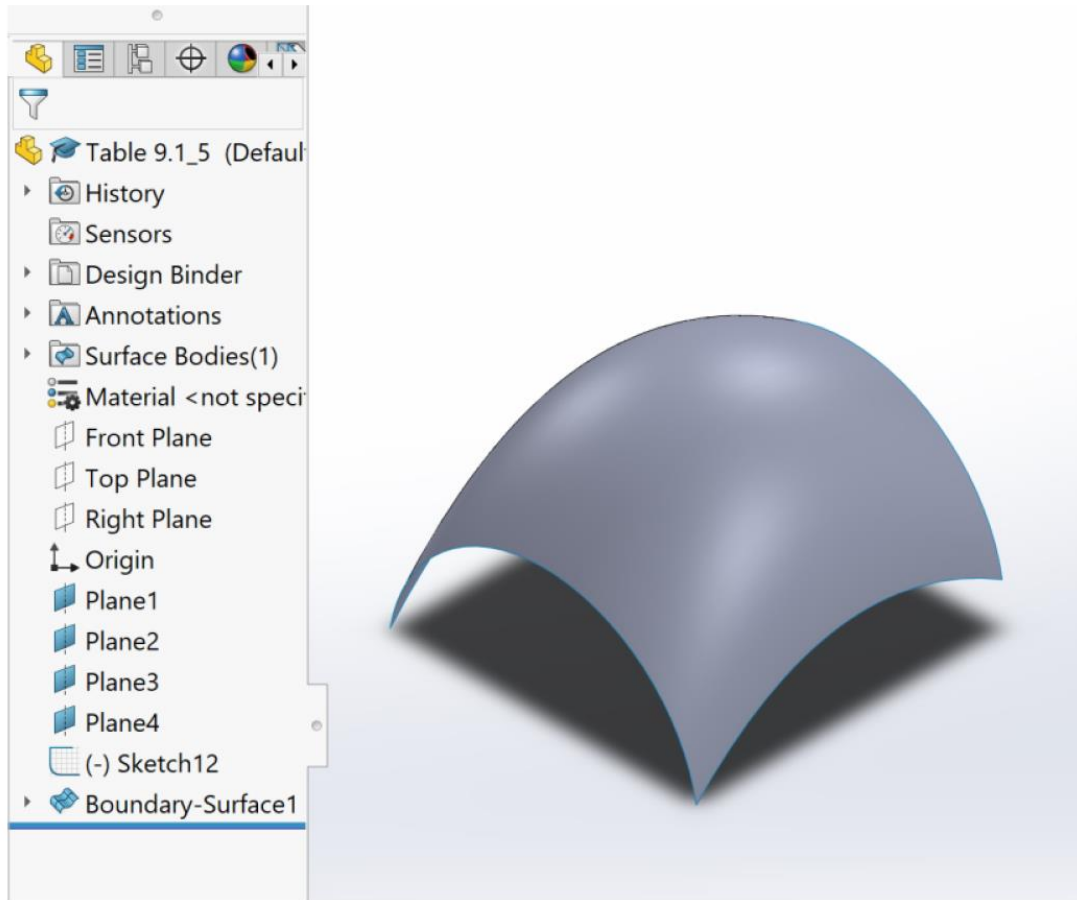 Table 9.1_5 (Defaul
History
Sensors
Design Binder
Annotations
Surface Bodies(1)
Material <not speci
Front Plane
Top Plane
Right Plane
Origin
Plane1
Plane2
Plane3
Plane4
(-) Sketch12
Boundary-Surface1